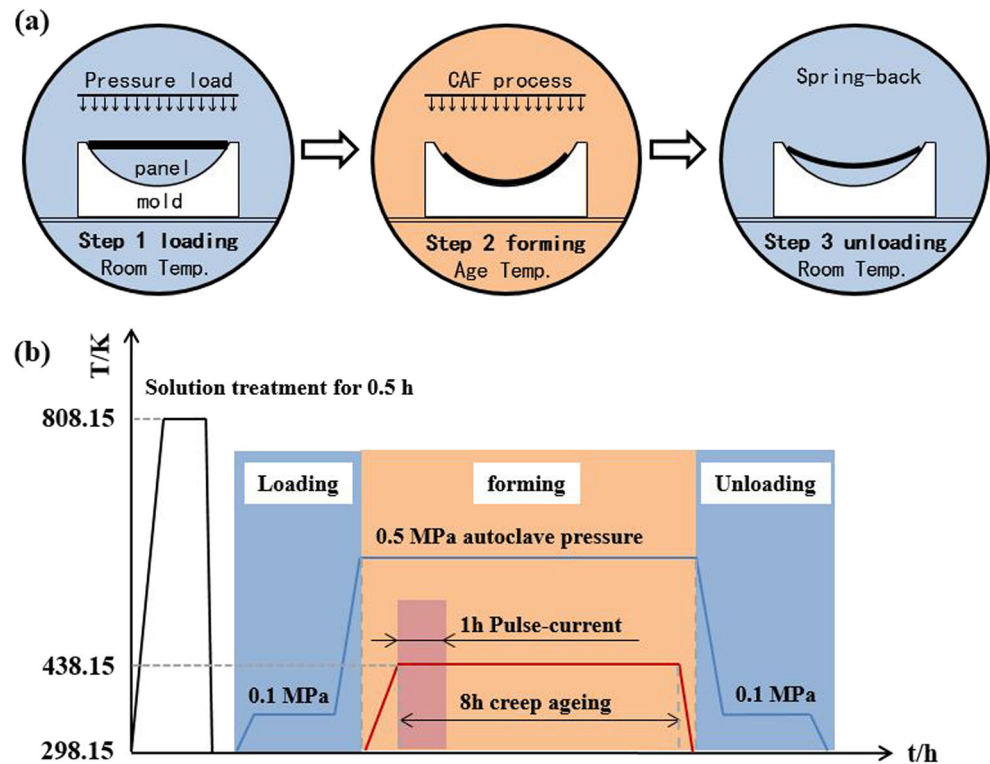 (a)
Pressure load
panel
mold
Step 1 loading
Room Temp.
CAF process
Step 2 forming
Age Temp.
Spring-back
Step 3 unloading
Room Temp.
(b)
T/K
Solution treatment for 0.5 h
808.15
Loading
forming
Unloading
0.5 MPa autoclave pressure
1h Pulse-current
438.15
0.1 MPa
8h creep ageing
0.1 MPa
298.15
t/h